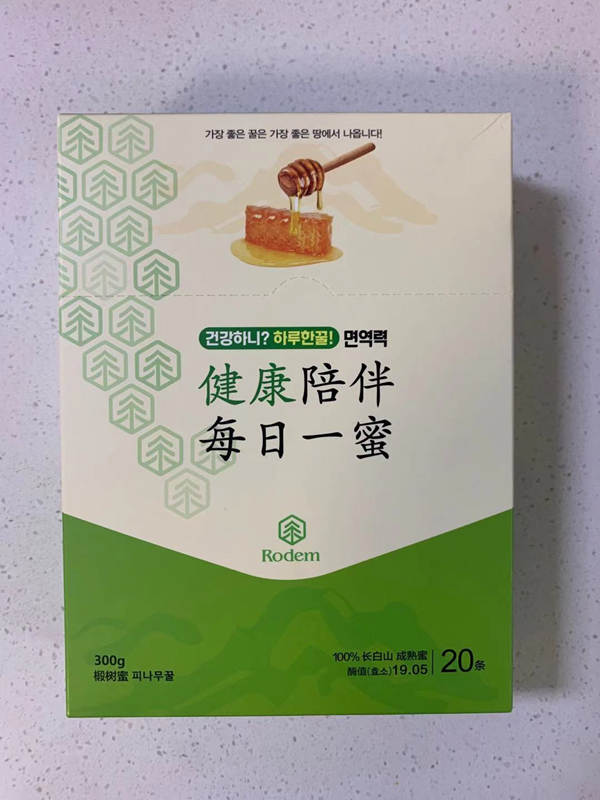 가장 좋은 꿀은 가장 좋은 땅에서 나옵니다!
건강하니? 하루한꿀! 면역력
健康陪伴
每日一蜜
Rodem
300g
椴树蜜 피나무꿀
100% 长白山 成熟蜜
酶值(효소)19.05
20条